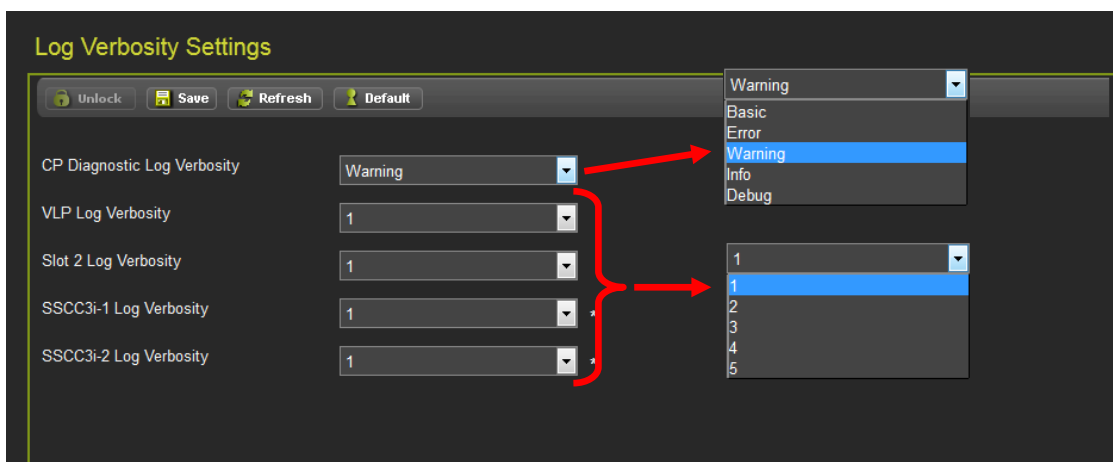 Log Verbosity Settings
Unlock Save Refresh Default
CP Diagnostic Log Verbosity Warning
VLP Log Verbosity 1
Slot 2 Log Verbosity 1
SSCC3i-1 Log Verbosity 1 *
SSCC3i-2 Log Verbosity 1 *
Warning
Basic
Error
Warning
Info
Debug
1
1
2
3
4
5